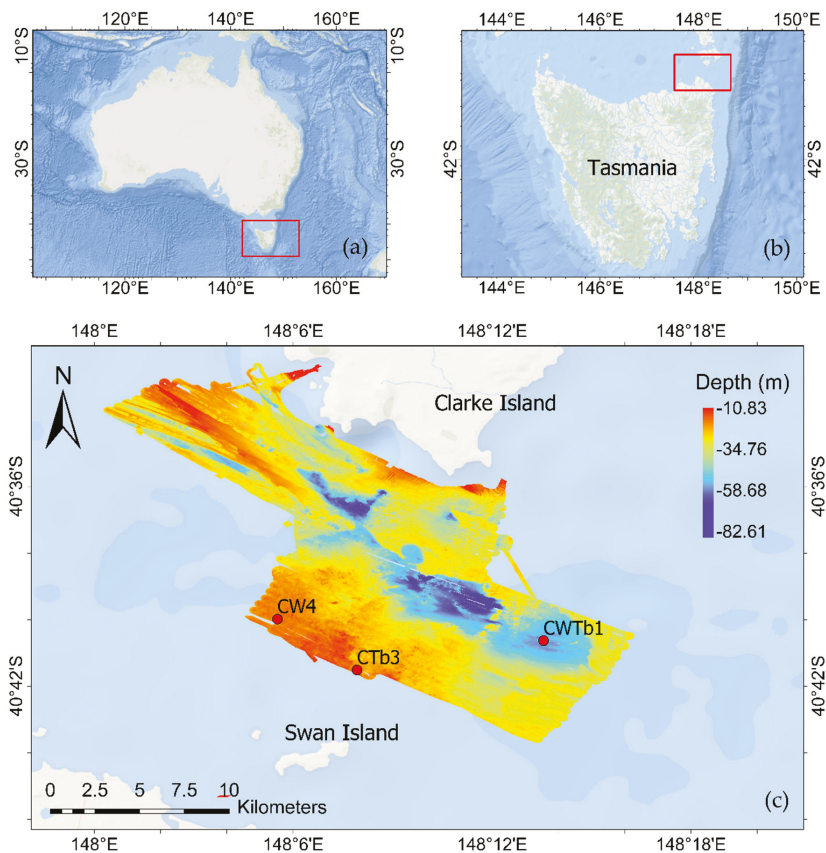 144°E 146°E 148°E 150°E
10°S
10°S
30°S
30°S
42°S
42°S
Tasmania
(a)
(b)
120°E 140°E 160°E
144°E 146°E 148°E 150°E
148°E 148°6'E 148°12'E 148°18'E
N
Clarke Island
Depth (m)
-10.83
-34.76
-58.68
-82.61
40°36'S
40°36'S
CW4
CWTb1
CTb3
40°42'S
40°42'S
Swan Island
0 2.5 5 7.5 10
Kilometers
(c)
148°E 148°6'E 148°12'E 148°18'E